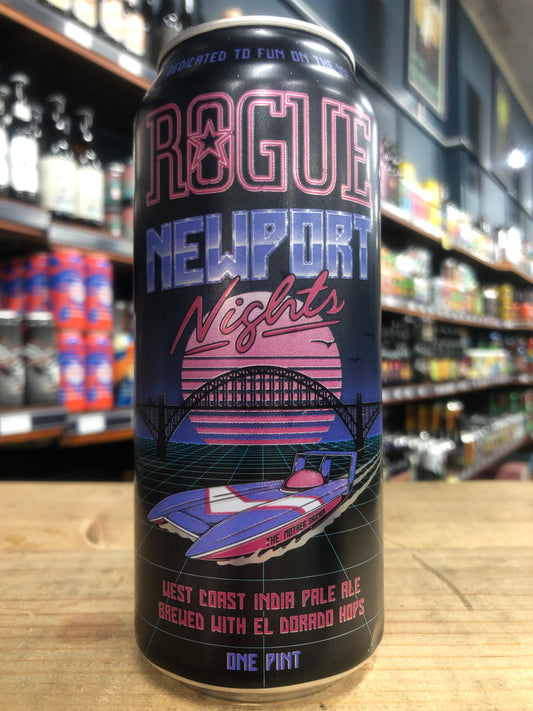 DEDICATED TO FUN ON THE
ROGUE
NEWPORT
Nights
THE MOTHER SHUCKR
WEST COAST INDIA PALE ALE
BREWED WITH EL DORADO HOPS
ONE PINT